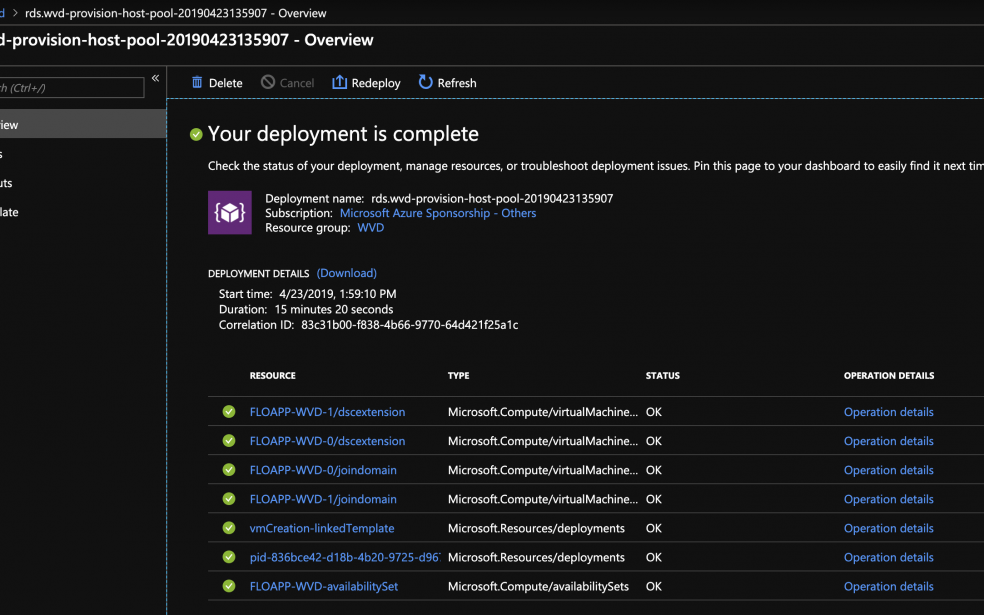 d > rds.wvd-provision-host-pool-20190423135907 - Overview
d-provision-host-pool-20190423135907 - Overview
ch (Ctrl+/)
«
Delete
Cancel
Redeploy
Refresh
iew
s
uts
late
Your deployment is complete
Check the status of your deployment, manage resources, or troubleshoot deployment issues. Pin this page to your dashboard to easily find it next tim
Deployment name: rds.wvd-provision-host-pool-20190423135907
Subscription: Microsoft Azure Sponsorship - Others
Resource group: WVD
DEPLOYMENT DETAILS (Download)
Start time: 4/23/2019, 1:59:10 PM
Duration: 15 minutes 20 seconds
Correlation ID: 83c31b00-f838-4b66-9770-64d421f25a1c
RESOURCE TYPE STATUS OPERATION DETAILS
FLOAPP-WVD-1/dscextension Microsoft.Compute/virtualMachine... OK Operation details
FLOAPP-WVD-0/dscextension Microsoft.Compute/virtualMachine... OK Operation details
FLOAPP-WVD-0/joindomain Microsoft.Compute/virtualMachine... OK Operation details
FLOAPP-WVD-1/joindomain Microsoft.Compute/virtualMachine... OK Operation details
vmCreation-linkedTemplate Microsoft.Resources/deployments OK Operation details
pid-836bce42-d18b-4b20-9725-d967 Microsoft.Resources/deployments OK Operation details
FLOAPP-WVD-availabilitySet Microsoft.Compute/availabilitySets OK Operation details